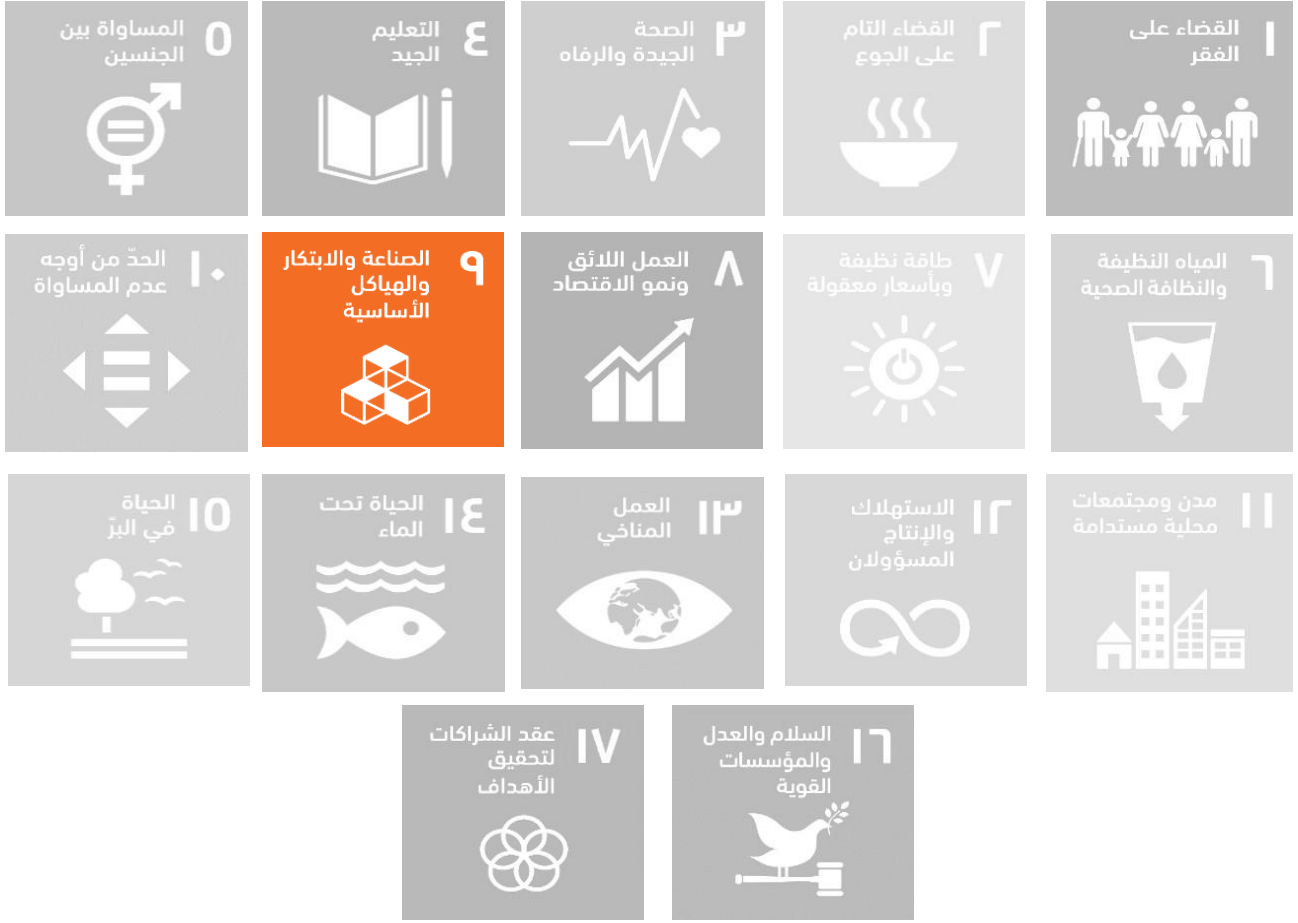 ١ القضاء على
الفقر
٢ القضاء التام
على الجوع
٣ الصحة
الجيدة والرفاه
٤ التعليم
الجيد
٥ المساواة بين
الجنسين
٦ المياه النظيفة
والنظافة الصحية
٧ طاقة نظيفة
وبأسعار معقولة
٨ العمل اللائق
ونمو الاقتصاد
٩ الصناعة والابتكار
والهياكل
الأساسية
١٠ الحدّ من أوجه
عدم المساواة
١١ مدن ومجتمعات
محلية مستدامة
١٢ الاستهلاك
والإنتاج
المسؤولان
١٣ العمل
المناخي
١٤ الحياة تحت
الماء
١٥ الحياة
في البرّ
١٦ السلام والعدل
والمؤسسات
القوية
١٧ عقد الشراكات
لتحقيق
الأهداف